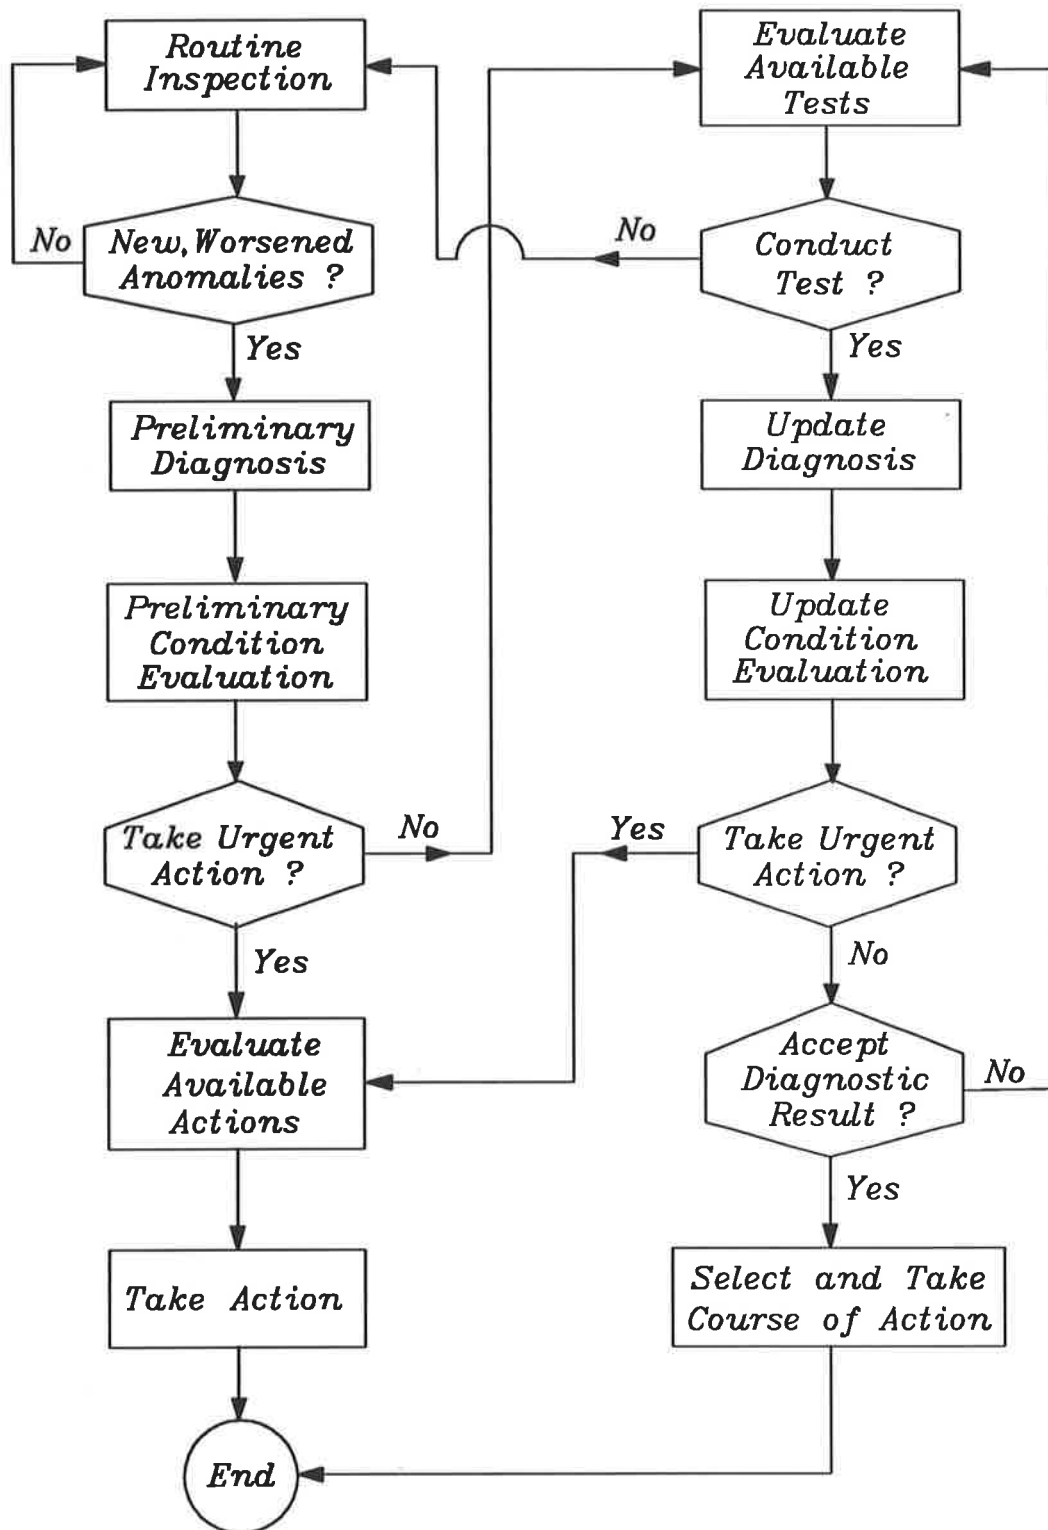 Routine
Inspection
No
New, Worsened
Anomalies ?
Yes
Preliminary
Diagnosis
Preliminary
Condition
Evaluation
Take Urgent
Action ?
No
Yes
Evaluate
Available
Actions
Take Action
End
Evaluate
Available
Tests
No
Conduct
Test ?
Yes
Update
Diagnosis
Update
Condition
Evaluation
Yes
Take Urgent
Action ?
No
Accept
Diagnostic
Result ?
No
Yes
Select and Take
Course of Action